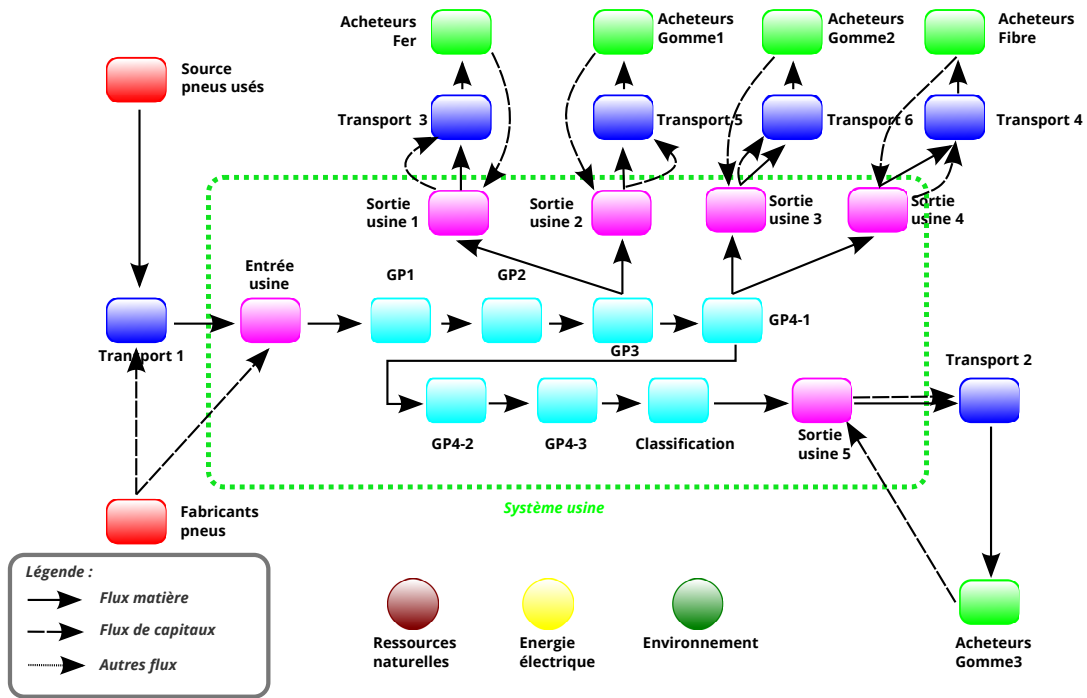 Acheteurs
Fer
Acheteurs
Gomme1
Acheteurs
Gomme2
Acheteurs
Fibre
Source
pneus usés
Transport  3
Transport 5
Transport 6
Transport 4
Sortie
usine 1
Sortie
usine 2
Sortie
usine 3
Sortie
usine 4
Entrée
usine
GP1
GP2
GP3
GP4-1
Transport 1
Transport 2
GP4-2
GP4-3
Classification
Sortie
usine 5
Système usine
Fabricants
pneus
Légende :
Flux matière
Flux de capitaux
Autres flux
Ressources
naturelles
Energie
électrique
Environnement
Acheteurs
Gomme3